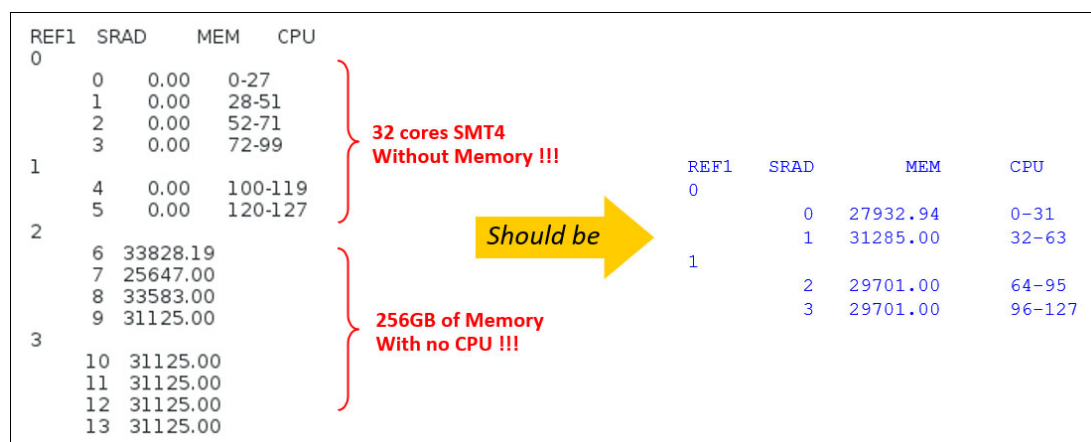 REF1 SRAD MEM CPU
0
0 0.00 0-27
1 0.00 28-51
2 0.00 52-71
3 0.00 72-99
1
4 0.00 100-119
5 0.00 120-127
2
6 33828.19
7 25647.00
8 33583.00
9 31125.00
3
10 31125.00
11 31125.00
12 31125.00
13 31125.00
32 cores SMT4
Without Memory !!!
256GB of Memory
With no CPU !!!
Should be
REF1 SRAD MEM CPU
0
0 27932.94 0-31
1 31285.00 32-63
1
2 29701.00 64-95
3 29701.00 96-127